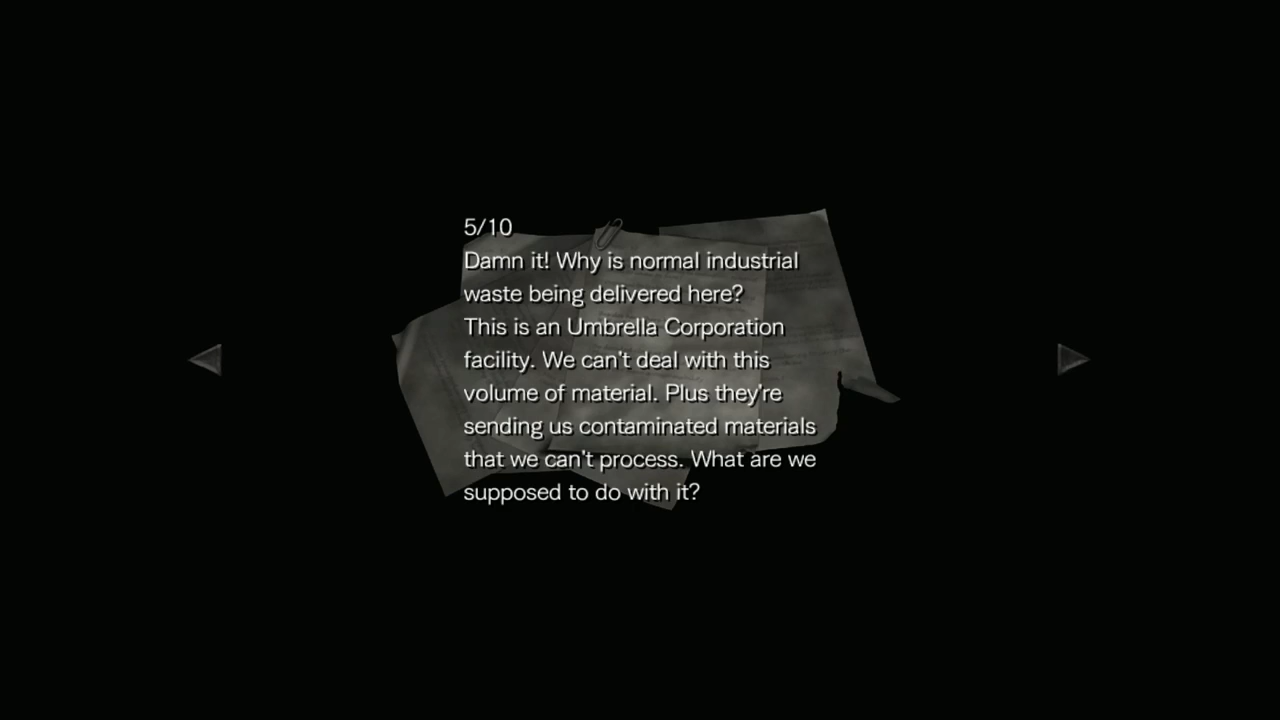 5/10
Damn it! Why is normal industrial
waste being delivered here?
This is an Umbrella Corporation
facility. We can't deal with this
volume of material. Plus they're
sending us contaminated materials
that we can't process. What are we
supposed to do with it?